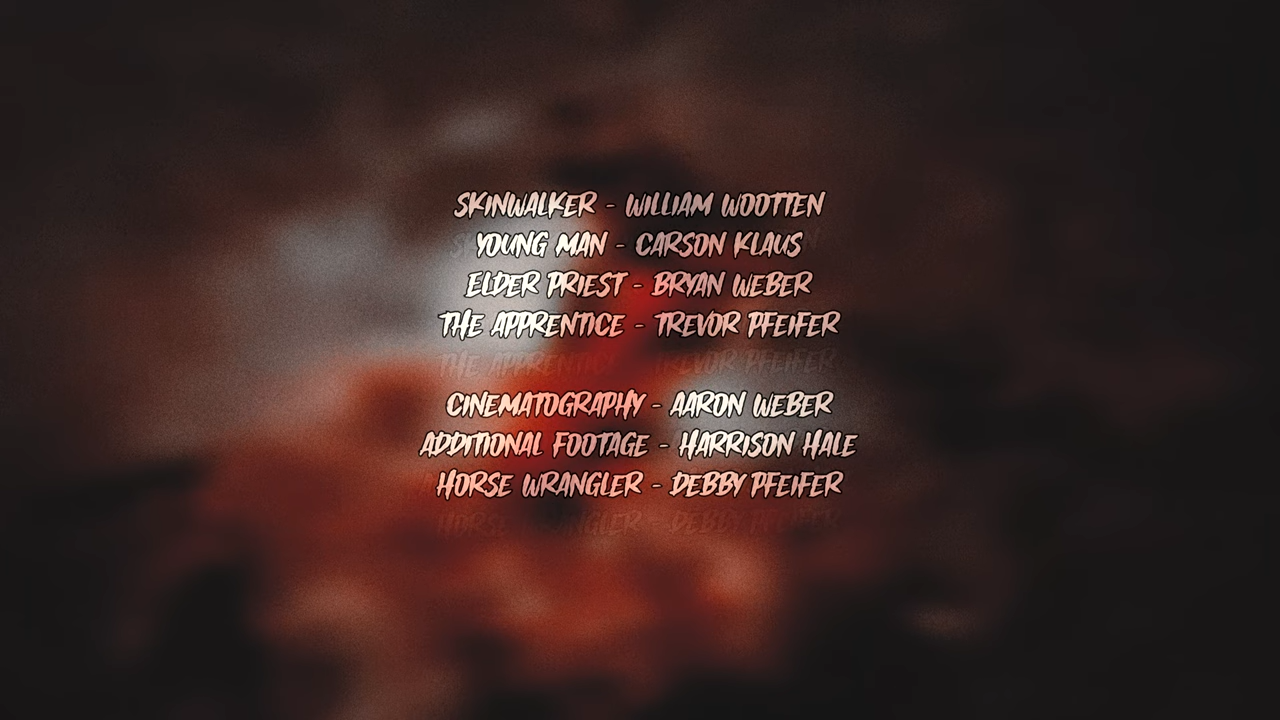 SKINWALKER - WILLIAM WOOTTEN
YOUNG MAN - CARSON KLAUS
ELDER PRIEST - BRYAN WEBER
THE APPRENTICE - TREVOR PFEIFER
CINEMATOGRAPHY - AARON WEBER
ADDITIONAL FOOTAGE - HARRISON HALE
HORSE WRANGLER - DEBBY PFEIFER